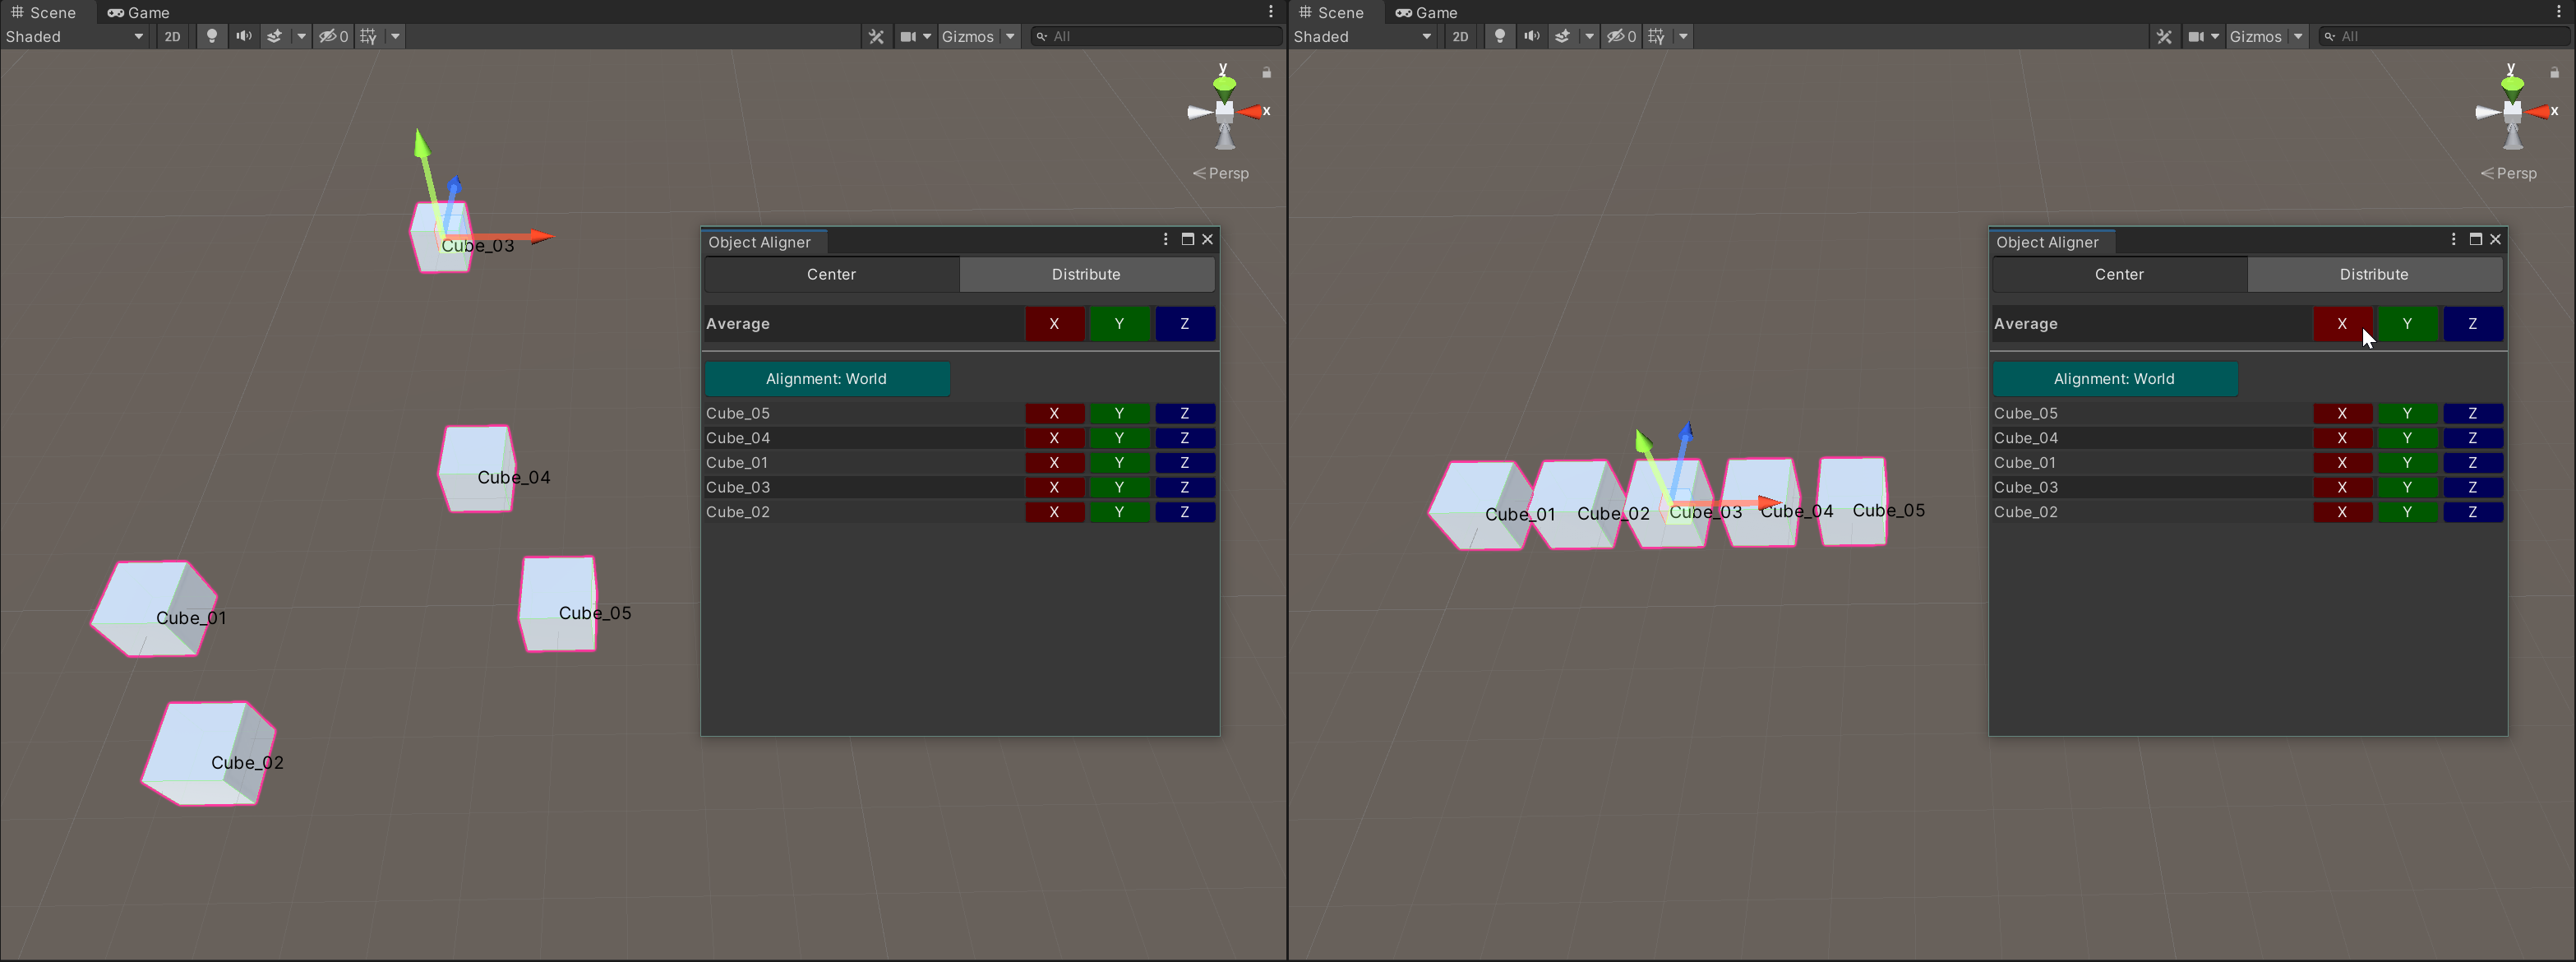 Scene Game
Shaded 2D 0 Gizmos All
y
x
Persp
Cube_03
Cube_04
Cube_01
Cube_05
Cube_02
Object Aligner
Center Distribute
Average X Y Z
Alignment: World
Cube_05 X Y Z
Cube_04 X Y Z
Cube_01 X Y Z
Cube_03 X Y Z
Cube_02 X Y Z
Scene Game
Shaded 2D 0 Gizmos All
y
x
Persp
Cube_01 Cube_02 Cube_03 Cube_04 Cube_05
Object Aligner
Center Distribute
Average X Y Z
Alignment: World
Cube_05 X Y Z
Cube_04 X Y Z
Cube_01 X Y Z
Cube_03 X Y Z
Cube_02 X Y Z